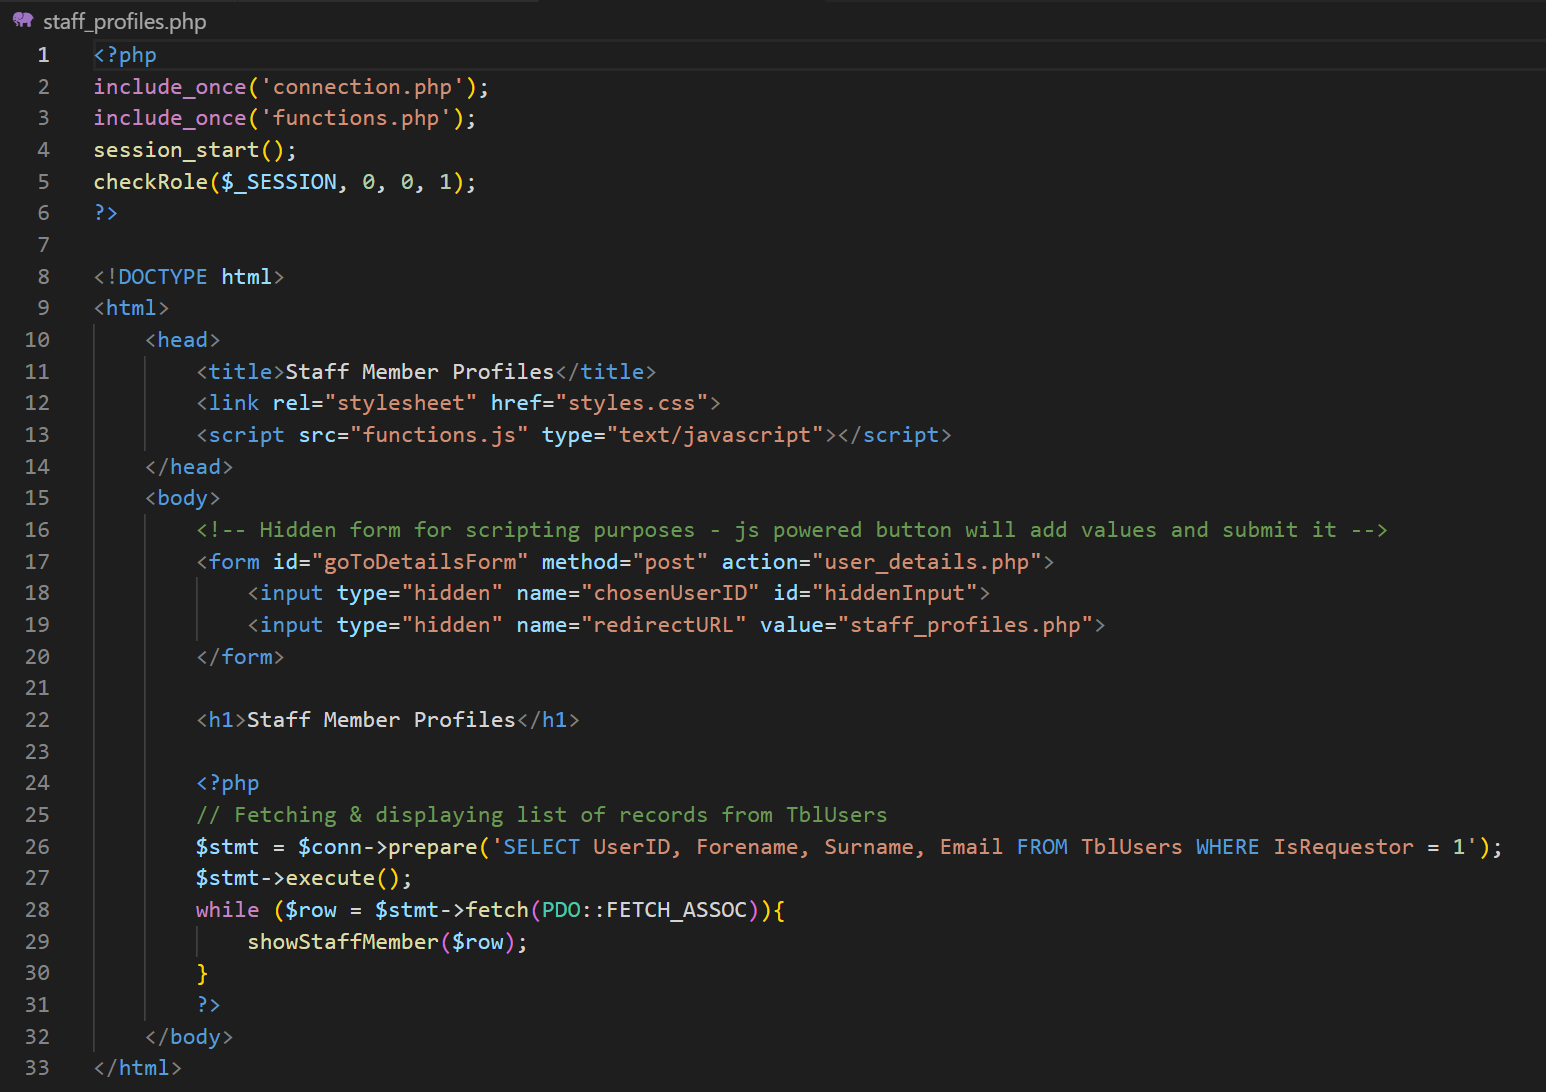 staff_profiles.php
1 <?php
2 include_once('connection.php');
3 include_once('functions.php');
4 session_start();
5 checkRole($_SESSION, 0, 0, 1);
6 ?>
7
8 <!DOCTYPE html>
9 <html>
10     <head>
11         <title>Staff Member Profiles</title>
12         <link rel="stylesheet" href="styles.css">
13         <script src="functions.js" type="text/javascript"></script>
14     </head>
15     <body>
16         <!-- Hidden form for scripting purposes - js powered button will add values and submit it -->
17         <form id="goToDetailsForm" method="post" action="user_details.php">
18             <input type="hidden" name="chosenUserID" id="hiddenInput">
19             <input type="hidden" name="redirectURL" value="staff_profiles.php">
20         </form>
21
22         <h1>Staff Member Profiles</h1>
23
24         <?php
25         // Fetching & displaying list of records from TblUsers
26         $stmt = $conn->prepare('SELECT UserID, Forename, Surname, Email FROM TblUsers WHERE IsRequestor = 1');
27         $stmt->execute();
28         while ($row = $stmt->fetch(PDO::FETCH_ASSOC)){
29             showStaffMember($row);
30         }
31         ?>
32     </body>
33 </html>